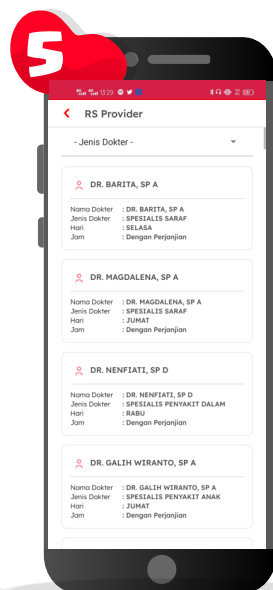 5
13.29
RS Provider
- Jenis Dokter -
DR. BARITA, SP A
Nama Dokter : DR. BARITA, SP A
Jenis Dokter : SPESIALIS SARAF
Hari : SELASA
Jam : Dengan Perjanjian
DR. MAGDALENA, SP A
Nama Dokter : DR. MAGDALENA, SP A
Jenis Dokter : SPESIALIS SARAF
Hari : JUMAT
Jam : Dengan Perjanjian
DR. NENFIATI, SP D
Nama Dokter : DR. NENFIATI, SP D
Jenis Dokter : SPESIALIS PENYAKIT DALAM
Hari : RABU
Jam : Dengan Perjanjian
DR. GALIH WIRANTO, SP A
Nama Dokter : DR. GALIH WIRANTO, SP A
Jenis Dokter : SPESIALIS PENYAKIT ANAK
Hari : JUMAT
Jam : Dengan Perjanjian